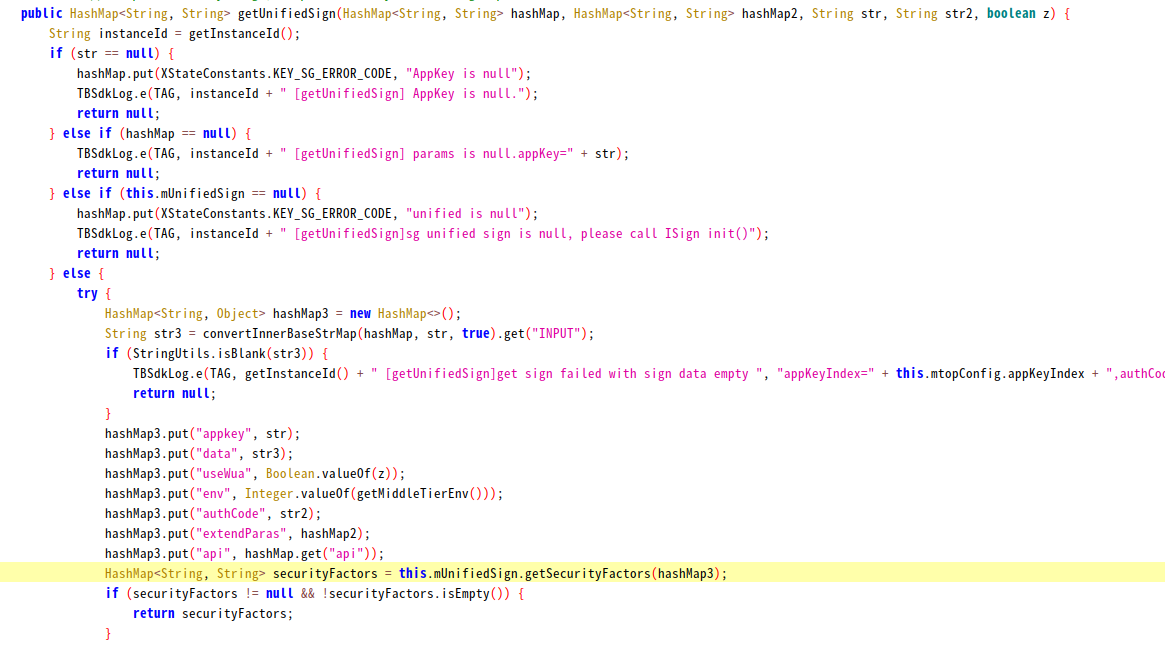 public HashMap<String, String> getUnifiedSign(HashMap<String, String> hashMap, HashMap<String, String> hashMap2, String str, String str2, boolean z) {
    String instanceId = getInstanceId();
    if (str == null) {
        hashMap.put(XStateConstants.KEY_SG_ERROR_CODE, "AppKey is null");
        TBSdkLog.e(TAG, instanceId + " [getUnifiedSign] AppKey is null.");
        return null;
    } else if (hashMap == null) {
        TBSdkLog.e(TAG, instanceId + " [getUnifiedSign] params is null.appKey=" + str);
        return null;
    } else if (this.mUnifiedSign == null) {
        hashMap.put(XStateConstants.KEY_SG_ERROR_CODE, "unified is null");
        TBSdkLog.e(TAG, instanceId + " [getUnifiedSign]sg unified sign is null, please call ISign init()");
        return null;
    } else {
        try {
            HashMap<String, Object> hashMap3 = new HashMap<>();
            String str3 = convertInnerBaseStrMap(hashMap, str, true).get("INPUT");
            if (StringUtils.isBlank(str3)) {
                TBSdkLog.e(TAG, getInstanceId() + " [getUnifiedSign]get sign failed with sign data empty ", "appKeyIndex=" + this.mtopConfig.appKeyIndex + ",authCod
                return null;
            }
            hashMap3.put("appkey", str);
            hashMap3.put("data", str3);
            hashMap3.put("useWua", Boolean.valueOf(z));
            hashMap3.put("env", Integer.valueOf(getMiddleTierEnv()));
            hashMap3.put("authCode", str2);
            hashMap3.put("extendParas", hashMap2);
            hashMap3.put("api", hashMap.get("api"));
            HashMap<String, String> securityFactors = this.mUnifiedSign.getSecurityFactors(hashMap3);
            if (securityFactors != null && !securityFactors.isEmpty()) {
                return securityFactors;
            }